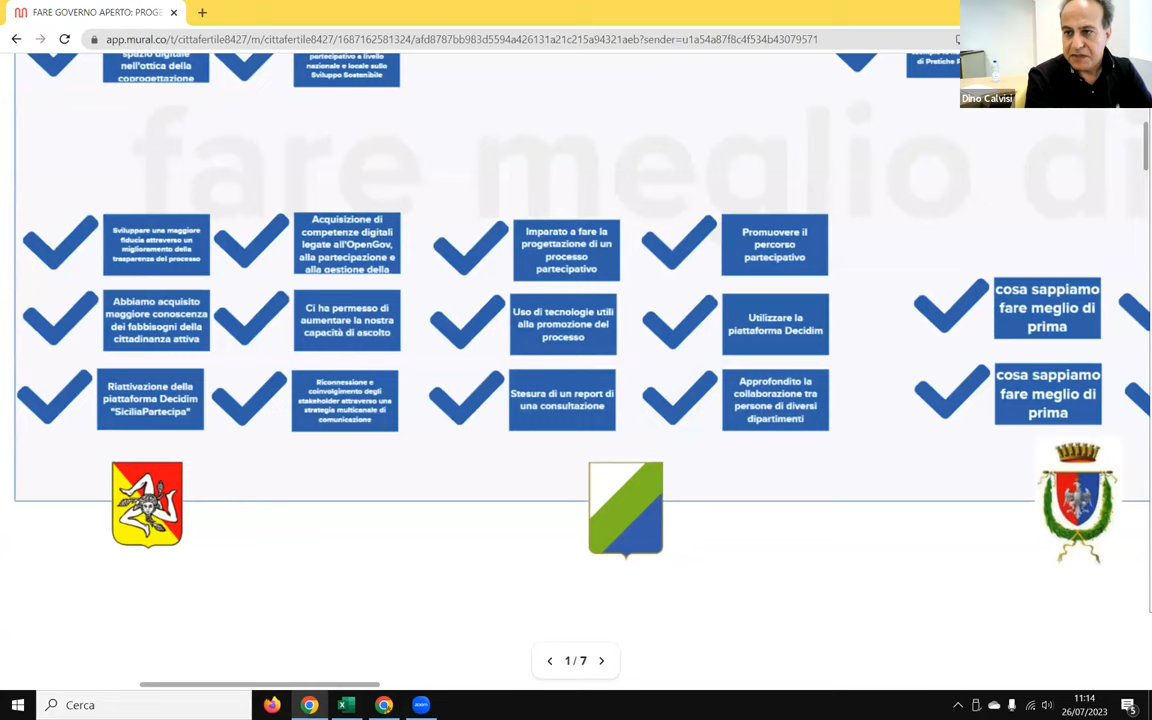 FARE GOVERNO APERTO: PROGE
app.mural.co/t/cittafertile8427/m/cittafertile8427/1687162581324/afd8787bb983d5594a426131a21c215a94321aeb?sender=u1a54a87f8c4f534b43079571
Dino Calvisi
spazio digitale
nell'ottica della
coprogettazione
partecipativo a livello
nazionale e locale sullo
Sviluppo Sostenibile
di Pratiche
fare meglio di
Sviluppare una maggiore
fiducia attraverso un
miglioramento della
trasparenza del processo
Acquisizione di
competenze digitali
legate all'OpenGov,
alla partecipazione e
alla gestione della
Imparato a fare la
progettazione di un
processo
partecipativo
Promuovere il
percorso
partecipativo
Abbiamo acquisito
maggiore conoscenza
dei fabbisogni della
cittadinanza attiva
Ci ha permesso di
aumentare la nostra
capacità di ascolto
Uso di tecnologie utili
alla promozione del
processo
Utilizzare la
piattaforma Decidim
cosa sappiamo
fare meglio di
prima
Riattivazione della
piattaforma Decidim
"SiciliaPartecipa"
Riconnessione e
coinvolgimento degli
stakeholder attraverso una
strategia multicanale di
comunicazione
Stesura di un report di
una consultazione
Approfondito la
collaborazione tra
persone di diversi
dipartimenti
cosa sappiamo
fare meglio di
prima
1 / 7
Cerca
zoom
11:14
26/07/2023
5